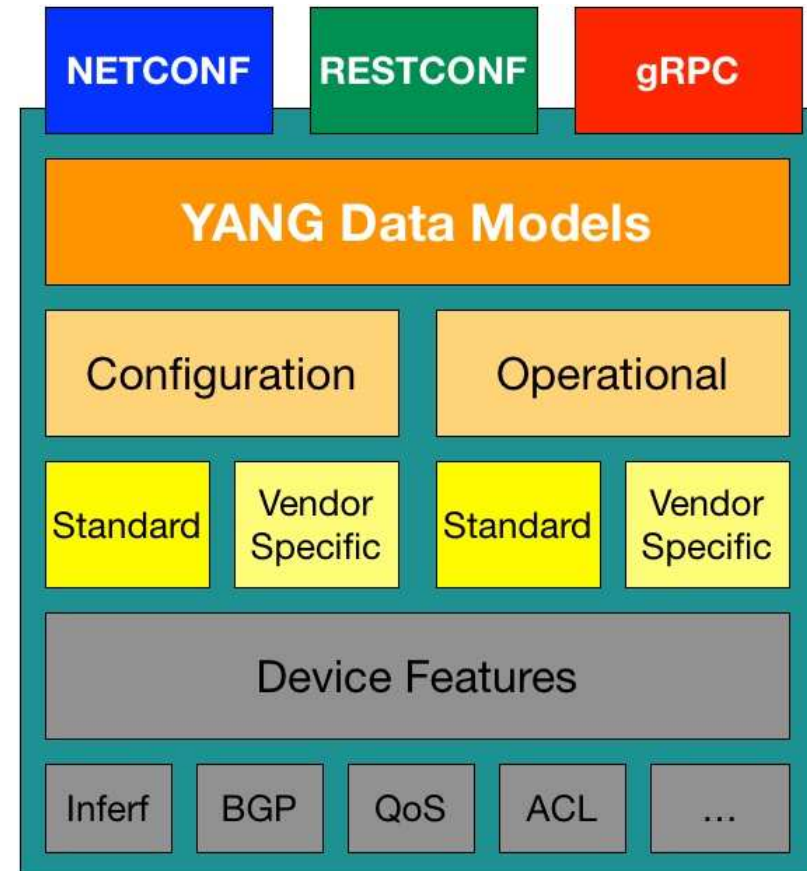 NETCONF RESTCONF gRPC
YANG Data Models
Configuration Operational
Standard Vendor Specific Standard Vendor Specific
Device Features
Inferf BGP QoS ACL ...